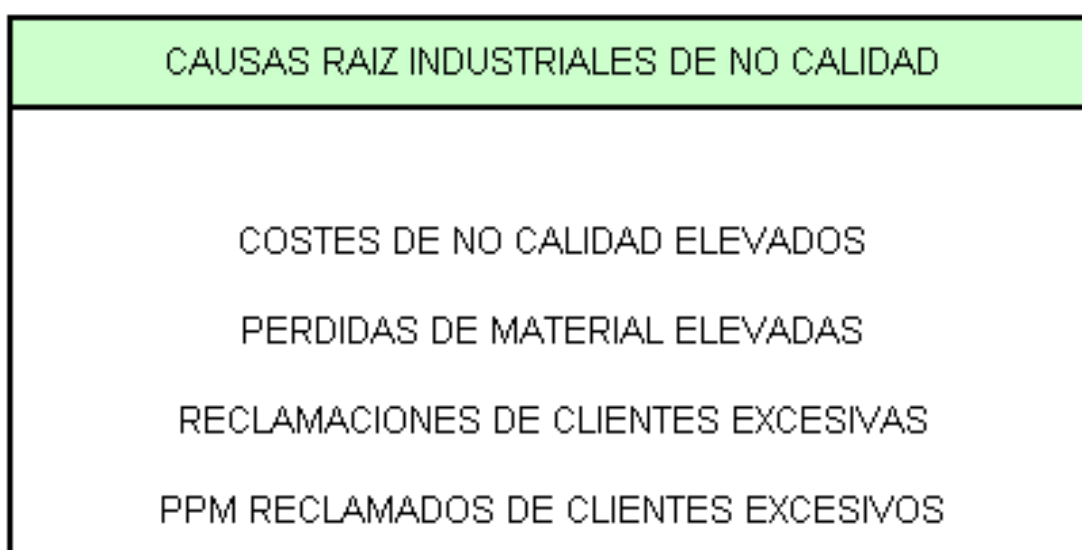 CAUSAS RAIZ INDUSTRIALES DE NO CALIDAD
COSTES DE NO CALIDAD ELEVADOS
PERDIDAS DE MATERIAL ELEVADAS
RECLAMACIONES DE CLIENTES EXCESIVAS
PPM RECLAMADOS DE CLIENTES EXCESIVOS